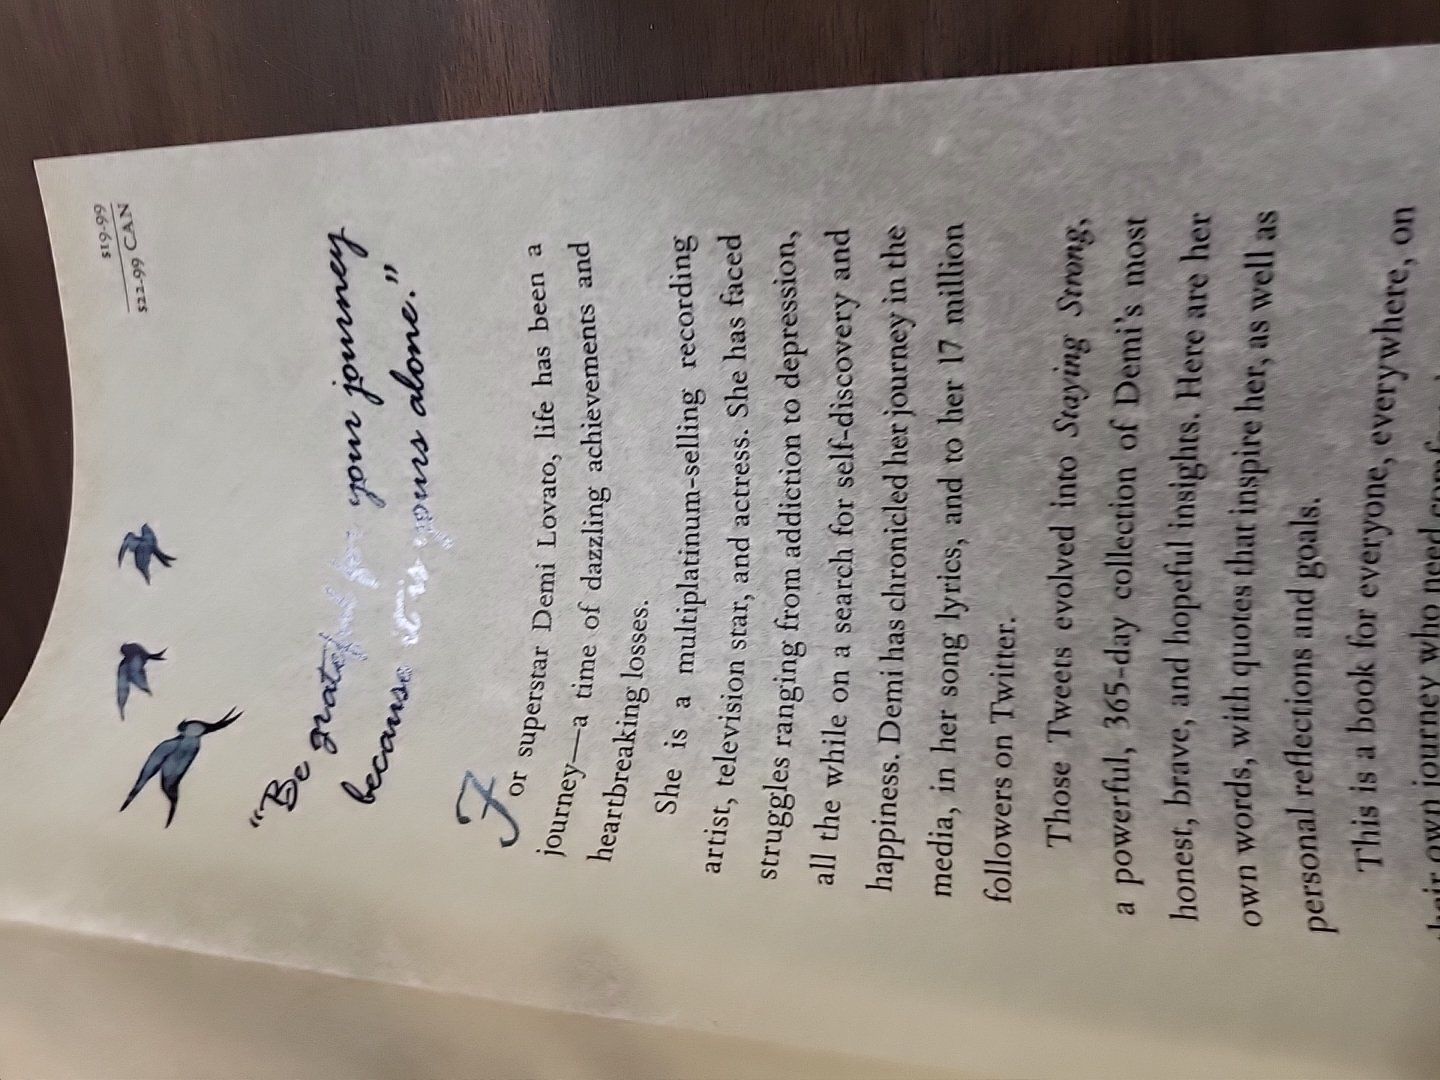 $19.99
$22.99 CAN
“Be grateful for your journey
because it is yours alone.”
For superstar Demi Lovato, life has been a
journey—a time of dazzling achievements and
heartbreaking losses.
She is a multiplatinum-selling recording
artist, television star, and actress. She has faced
struggles ranging from addiction to depression,
all the while on a search for self-discovery and
happiness. Demi has chronicled her journey in the
media, in her song lyrics, and to her 17 million
followers on Twitter.
Those Tweets evolved into Staying Strong,
a powerful, 365-day collection of Demi’s most
honest, brave, and hopeful insights. Here are her
own words, with quotes that inspire her, as well as
personal reflections and goals.
This is a book for everyone, everywhere, on
their own journey who need